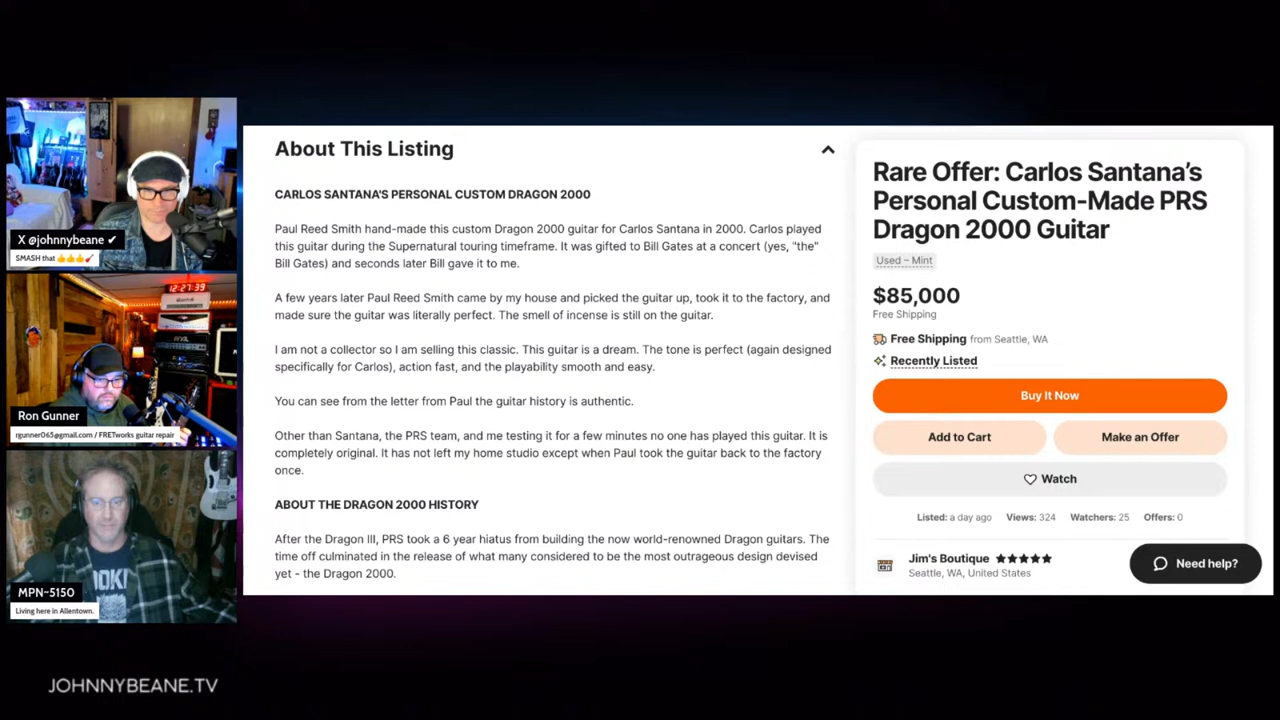 X @johnnybeane ✔
SMASH that 👍👍👍🎸
12:27:39
Ron Gunner
rgunner065@gmail.com / FRETworks guitar repair
MPN~5150
Living here in Allentown.
About This Listing
CARLOS SANTANA'S PERSONAL CUSTOM DRAGON 2000
Paul Reed Smith hand-made this custom Dragon 2000 guitar for Carlos Santana in 2000. Carlos played
this guitar during the Supernatural touring timeframe. It was gifted to Bill Gates at a concert (yes, "the"
Bill Gates) and seconds later Bill gave it to me.
A few years later Paul Reed Smith came by my house and picked the guitar up, took it to the factory, and
made sure the guitar was literally perfect. The smell of incense is still on the guitar.
I am not a collector so I am selling this classic. This guitar is a dream. The tone is perfect (again designed
specifically for Carlos), action fast, and the playability smooth and easy.
You can see from the letter from Paul the guitar history is authentic.
Other than Santana, the PRS team, and me testing it for a few minutes no one has played this guitar. It is
completely original. It has not left my home studio except when Paul took the guitar back to the factory
once.
ABOUT THE DRAGON 2000 HISTORY
After the Dragon III, PRS took a 6 year hiatus from building the now world-renowned Dragon guitars. The
time off culminated in the release of what many considered to be the most outrageous design devised
yet - the Dragon 2000.
Rare Offer: Carlos Santana’s
Personal Custom-Made PRS
Dragon 2000 Guitar
Used – Mint
$85,000
Free Shipping
Free Shipping from Seattle, WA
Recently Listed
Buy It Now
Add to Cart
Make an Offer
Watch
Listed: a day ago Views: 324 Watchers: 25 Offers: 0
Jim's Boutique ★★★★★
Seattle, WA, United States
Need help?
JOHNNYBEANE.TV